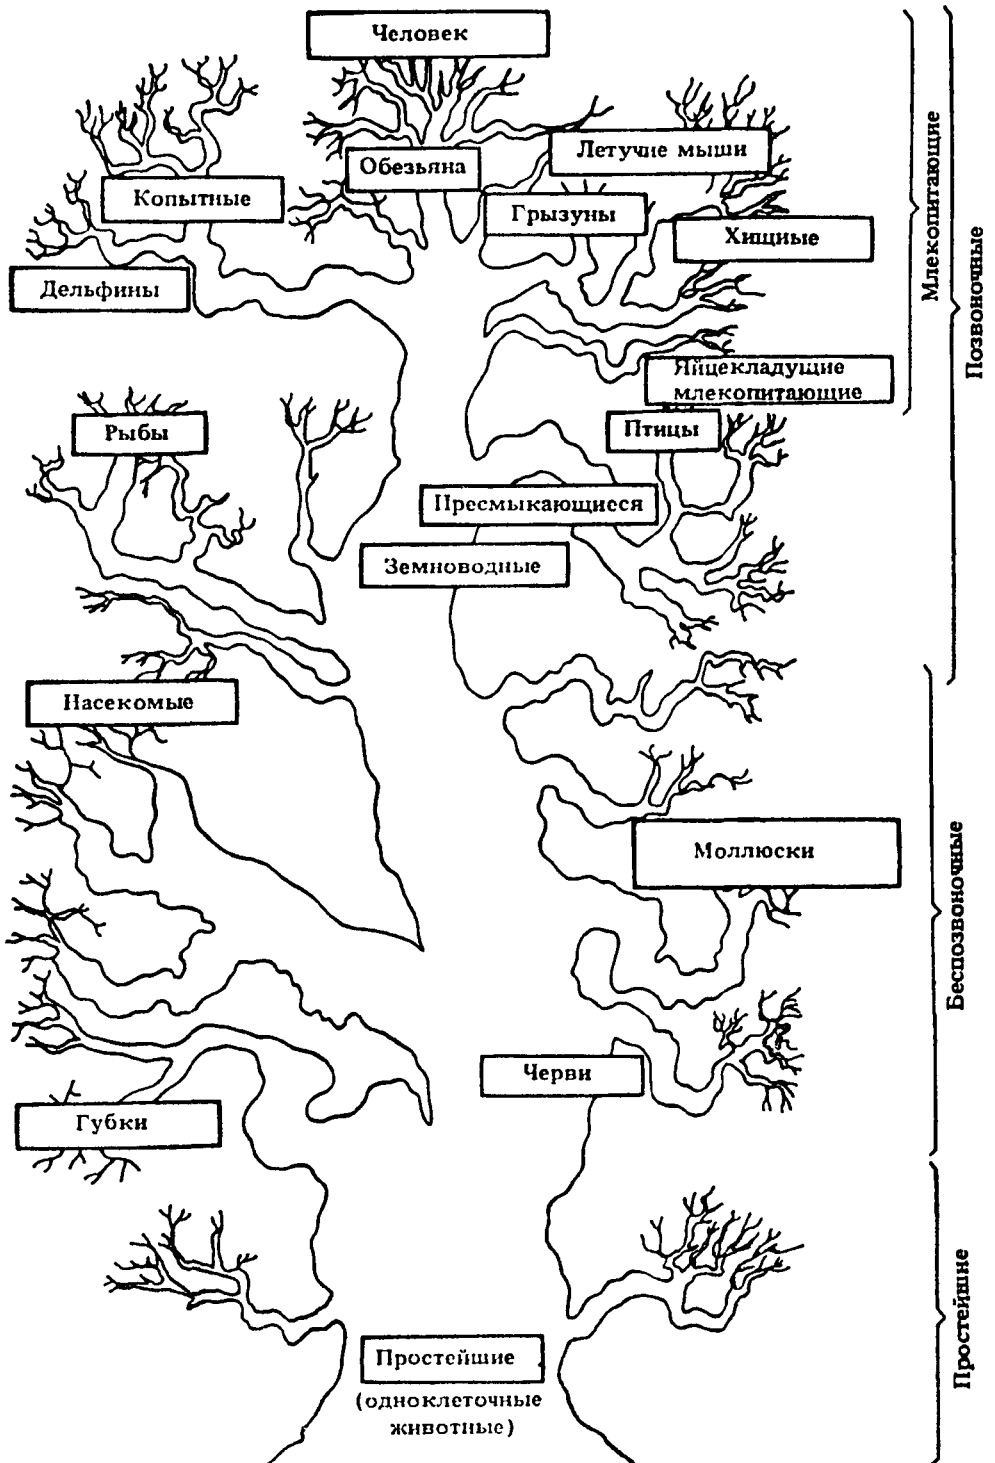 Человек
Летучие мыши
Обезьяна
Копытные
Грызуны
Хищные
Дельфины
Яйцекладущие
млекопитающие
Рыбы
Птицы
Пресмыкающиеся
Земноводные
Насекомые
Моллюски
Черви
Губки
Простейшие
(одноклеточные
животные)
Млекопитающие
Позвоночные
Беспозвоночные
Простейшие